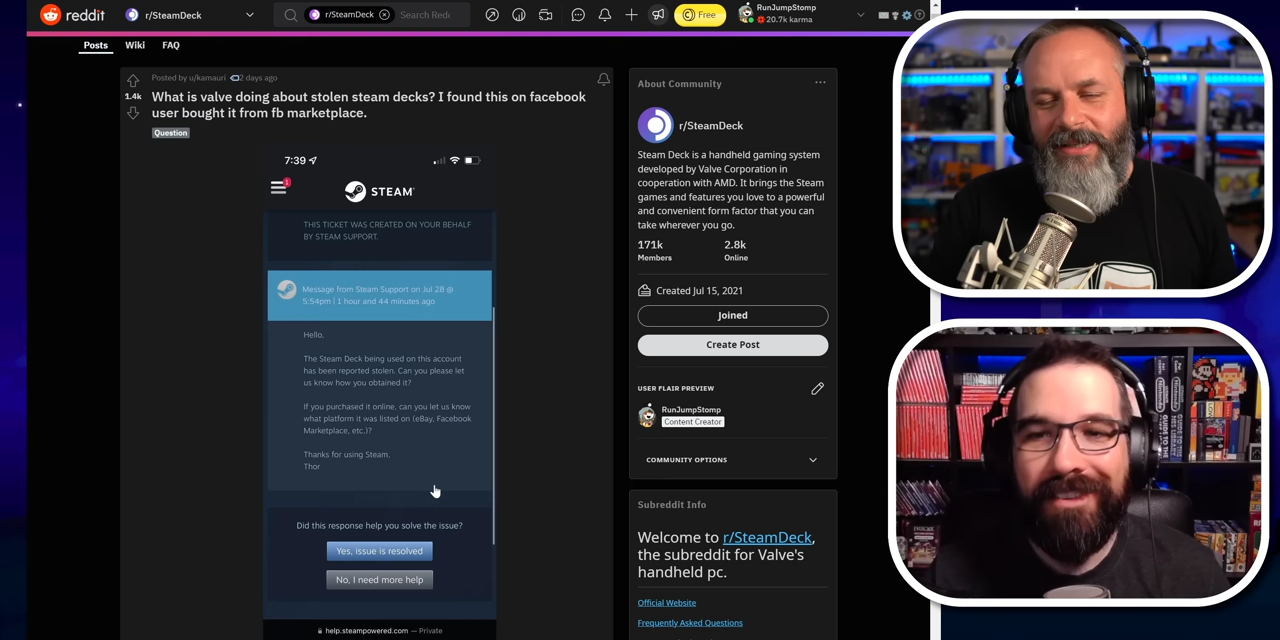 reddit
r/SteamDeck
r/SteamDeck
Search Redd
Free
RunJumpStomp
20.7k karma
Posts
Wiki
FAQ
Posted by u/kamauri
2 days ago
1.4k
What is valve doing about stolen steam decks? I found this on facebook
user bought it from fb marketplace.
Question
7:39
1
STEAM
THIS TICKET WAS CREATED ON YOUR BEHALF
BY STEAM SUPPORT.
Message from Steam Support on Jul 28 @
5:54pm | 1 hour and 44 minutes ago
Hello,
The Steam Deck being used on this account
has been reported stolen. Can you please let
us know how you obtained it?
If you purchased it online, can you let us know
what platform it was listed on (eBay, Facebook
Marketplace, etc.)?
Thanks for using Steam,
Thor
Did this response help you solve the issue?
Yes, issue is resolved
No, I need more help
help.steampowered.com — Private
About Community
r/SteamDeck
Steam Deck is a handheld gaming system
developed by Valve Corporation in
cooperation with AMD. It brings the Steam
games and features you love to a powerful
and convenient form factor that you can
take wherever you go.
171k
2.8k
Members
Online
Created Jul 15, 2021
Joined
Create Post
USER FLAIR PREVIEW
RunJumpStomp
Content Creator
COMMUNITY OPTIONS
Subreddit Info
Welcome to r/SteamDeck,
the subreddit for Valve's
handheld pc.
Official Website
Frequently Asked Questions